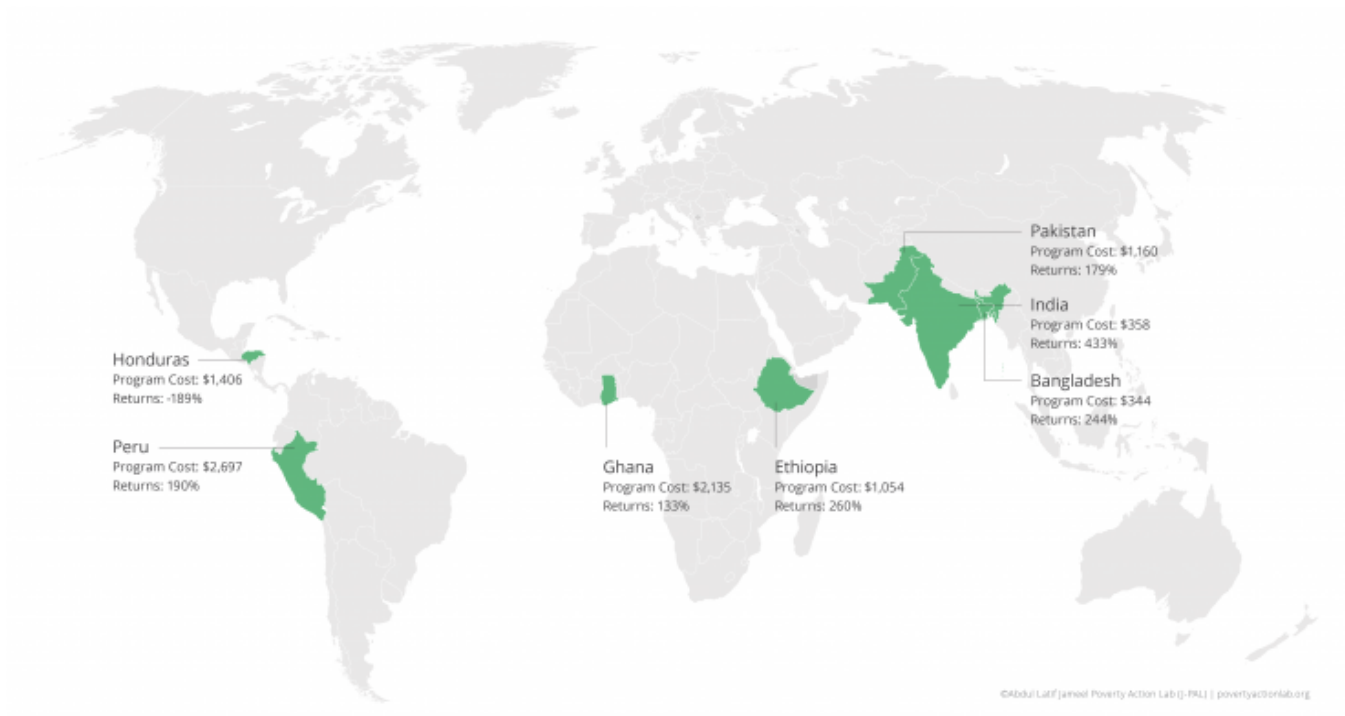 Pakistan
Program Cost: $1,160
Returns: 179%
India
Program Cost: $358
Returns: 433%
Bangladesh
Program Cost: $344
Returns: 244%
Honduras
Program Cost: $1,406
Returns: -189%
Peru
Program Cost: $2,697
Returns: 190%
Ghana
Program Cost: $2,135
Returns: 133%
Ethiopia
Program Cost: $1,054
Returns: 260%
©Abdul Latif Jameel Poverty Action Lab (J-PAL) | povertyactionlab.org